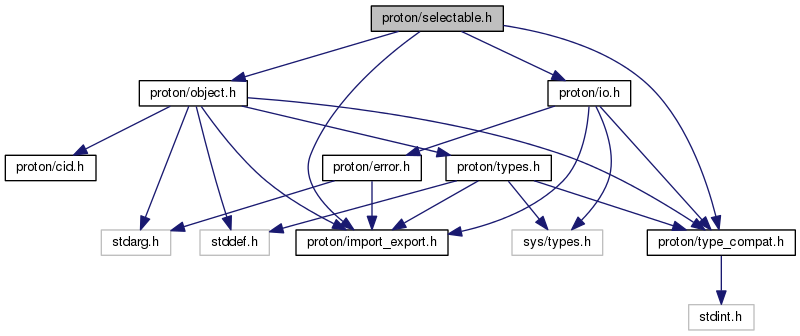 proton/selectable.h
proton/object.h
proton/io.h
proton/cid.h
proton/error.h
proton/types.h
stdarg.h
stddef.h
proton/import_export.h
sys/types.h
proton/type_compat.h
stdint.h